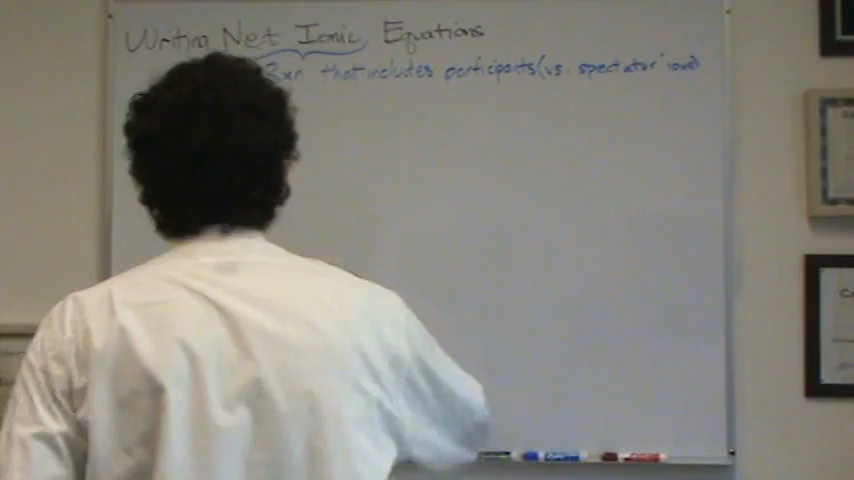 Writing Net Ionic Equations
Rxn that includes participants (vs. spectator ions)